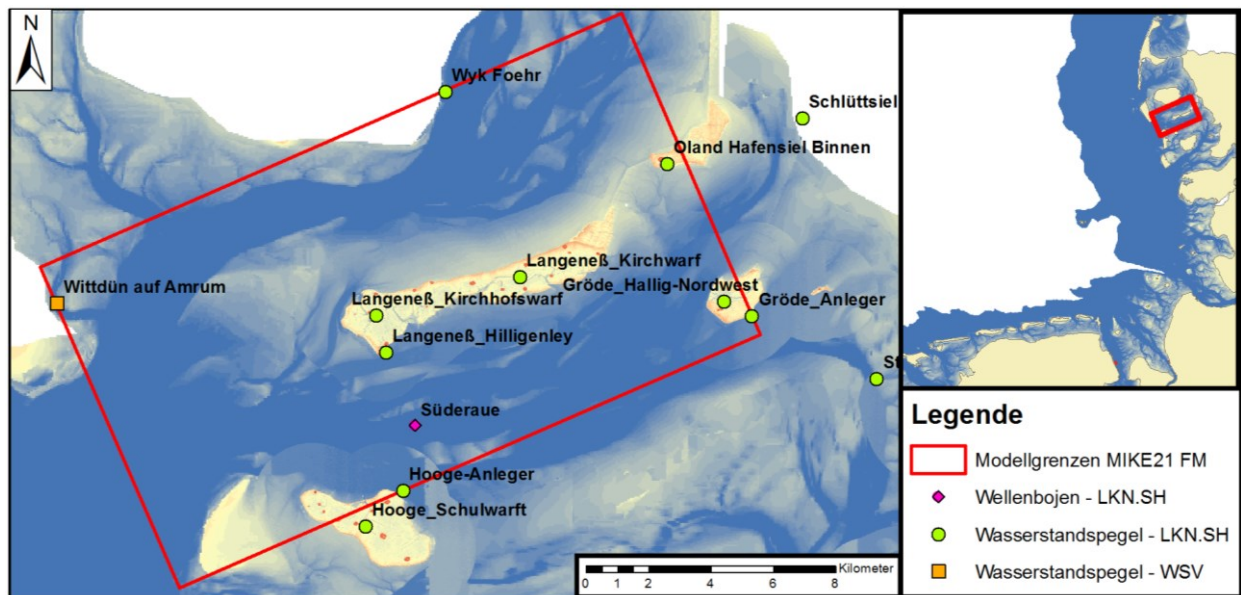 N
Wyk Foehr
Schlüttsiel
Oland Hafensiel Binnen
Langeneß_Kirchwarf
Gröde_Hallig-Nordwest
Wittdün auf Amrum
Langeneß_Kirchhofswarf
Gröde_Anleger
Langeneß_Hilligenley
St
Süderaue
Hooge-Anleger
Hooge_Schulwarft
Kilometer
0 1 2 4 6 8
Legende
Modellgrenzen MIKE21 FM
Wellenbojen - LKN.SH
Wasserstandspegel - LKN.SH
Wasserstandspegel - WSV